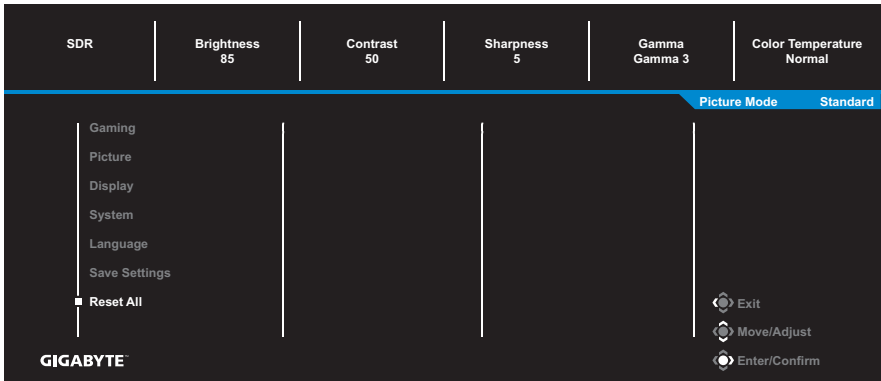 SDR
Brightness
85
Contrast
50
Sharpness
5
Gamma
Gamma 3
Color Temperature
Normal
Picture Mode Standard
Gaming
Picture
Display
System
Language
Save Settings
Reset All
Exit
Move/Adjust
Enter/Confirm
GIGABYTE™